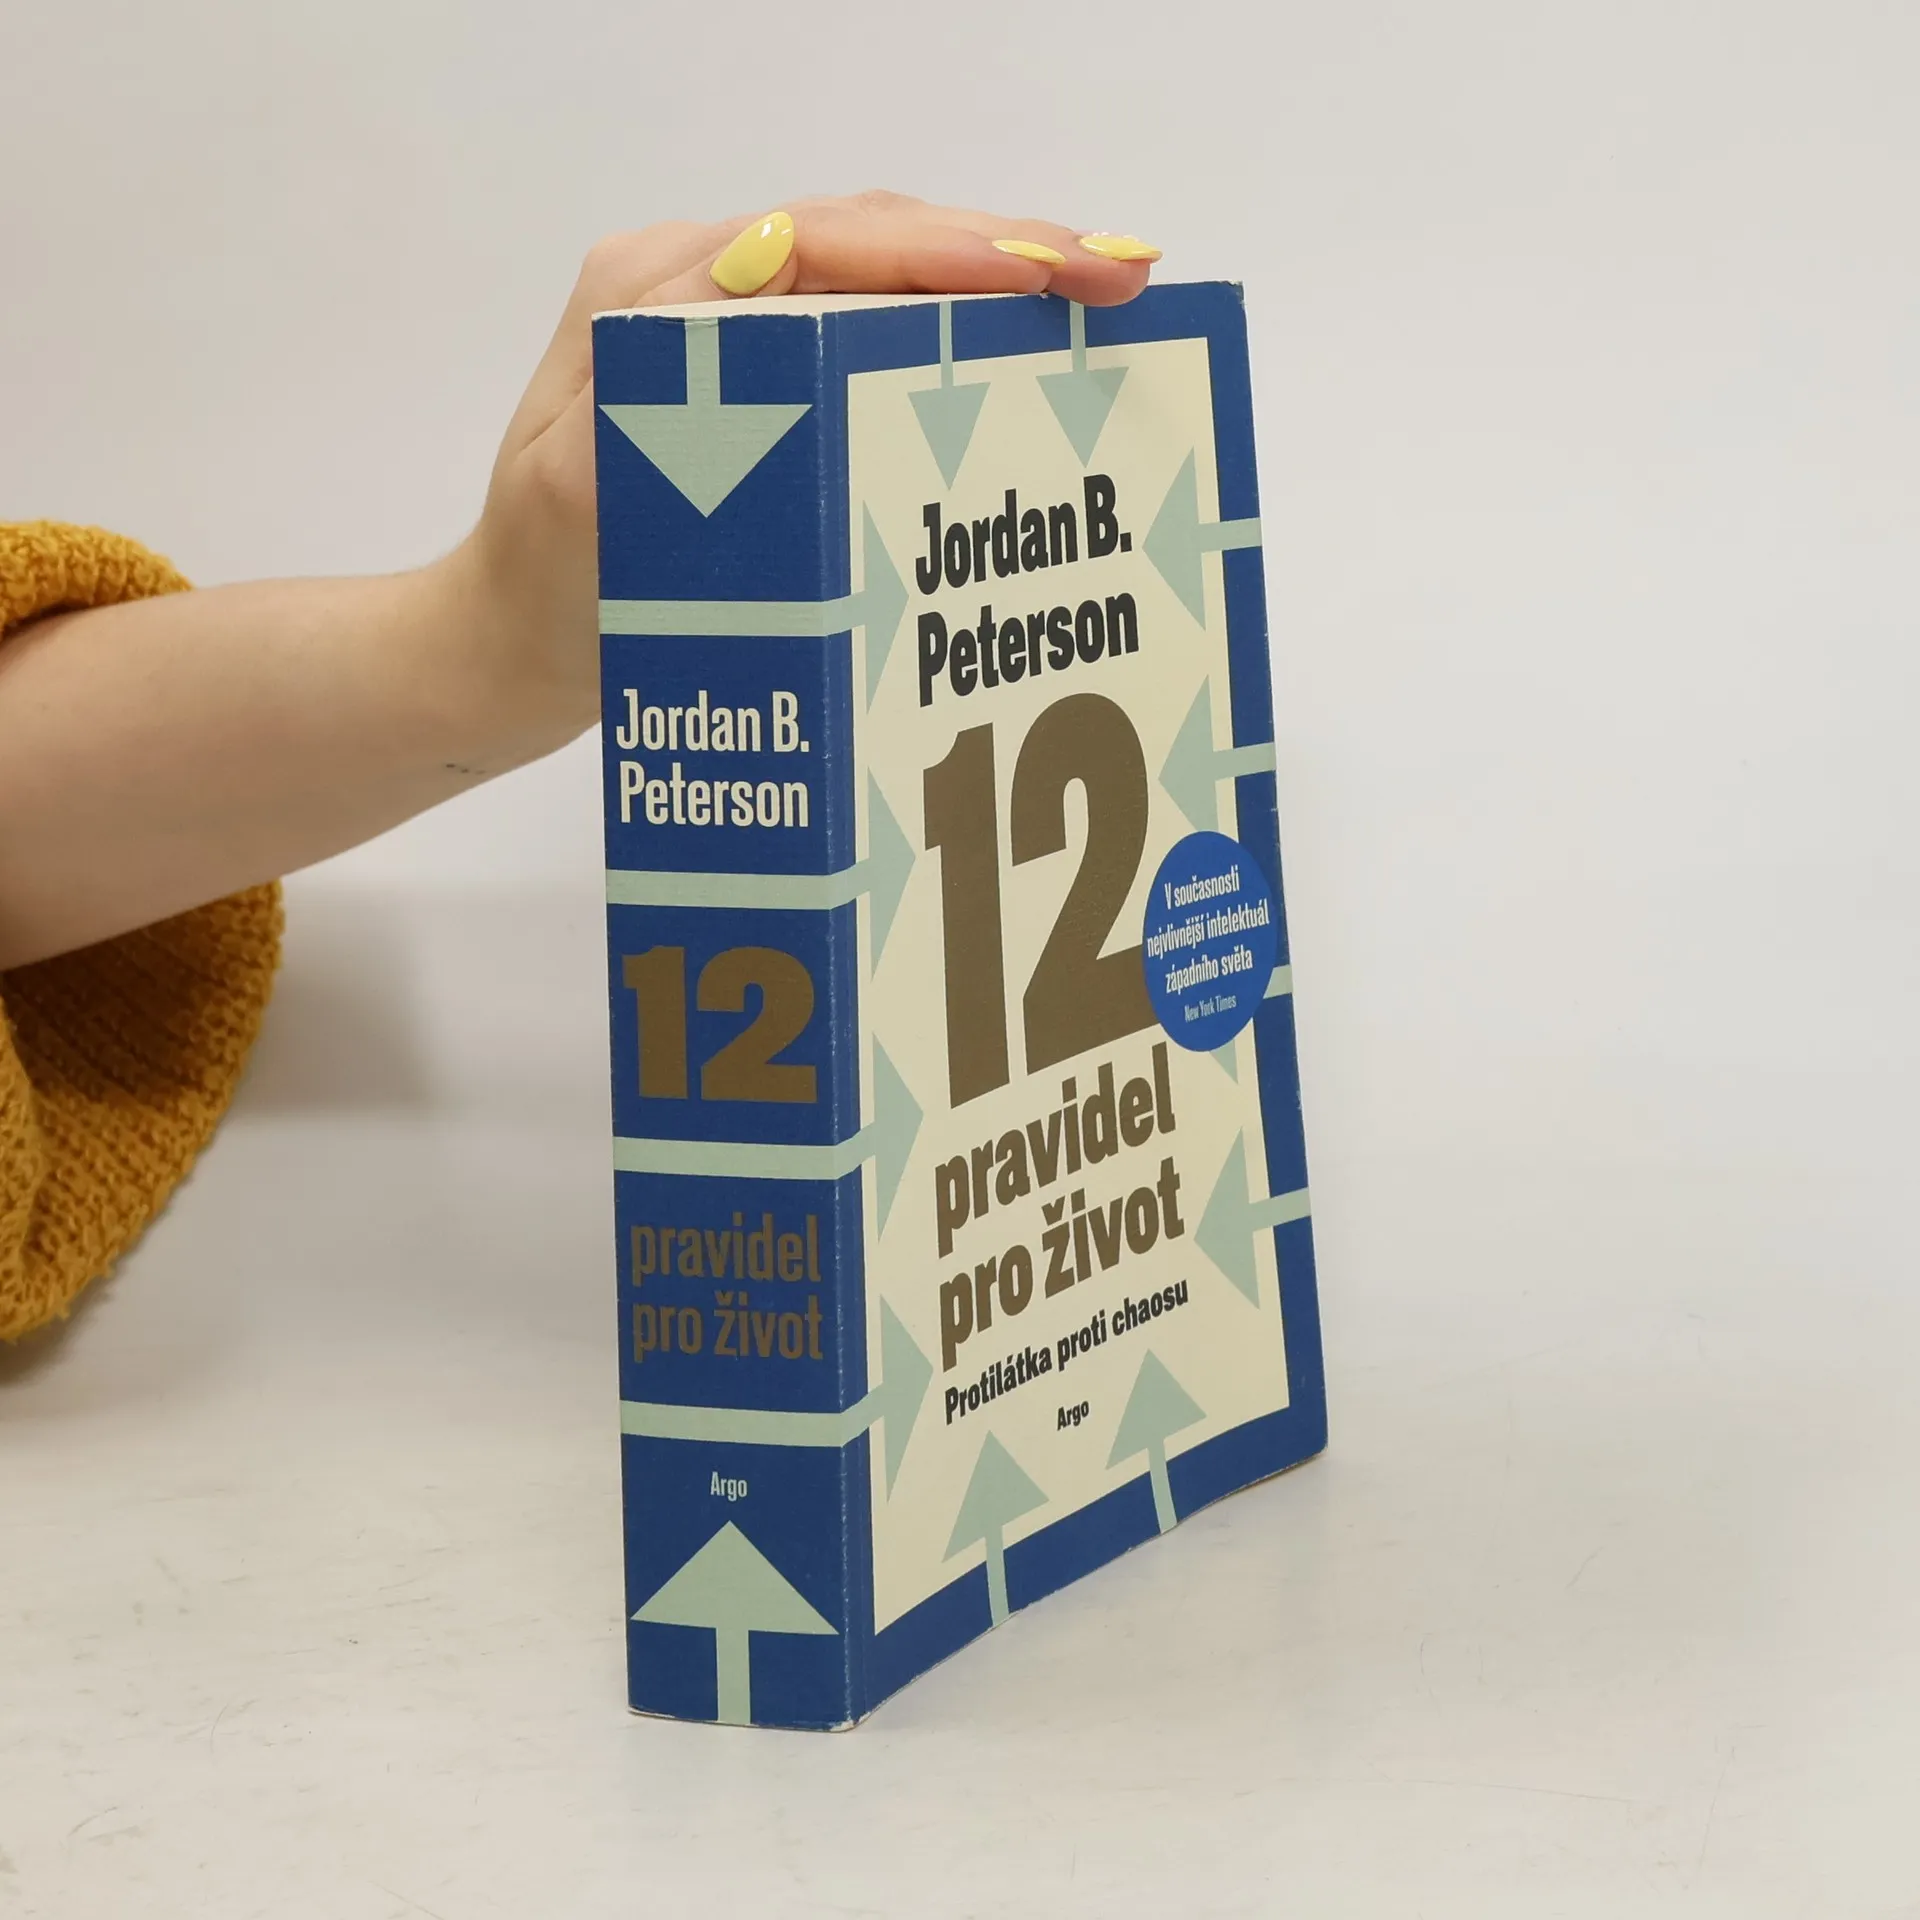 Jordan B.
Peterson
12
pravidel
pro život
Argo
Jordan B.
Peterson
12
pravidel
pro život
Protilátka proti chaosu
Argo
V současnosti
nejvlivnější intelektuál
západního světa
New York Times